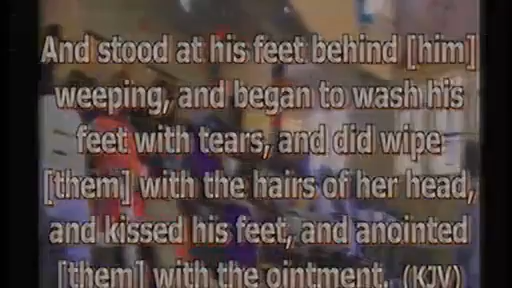 And stood at his feet behind [him]
weeping, and began to wash his
feet with tears, and did wipe
[them] with the hairs of her head,
and kissed his feet, and anointed
[them] with the ointment. (KJV)